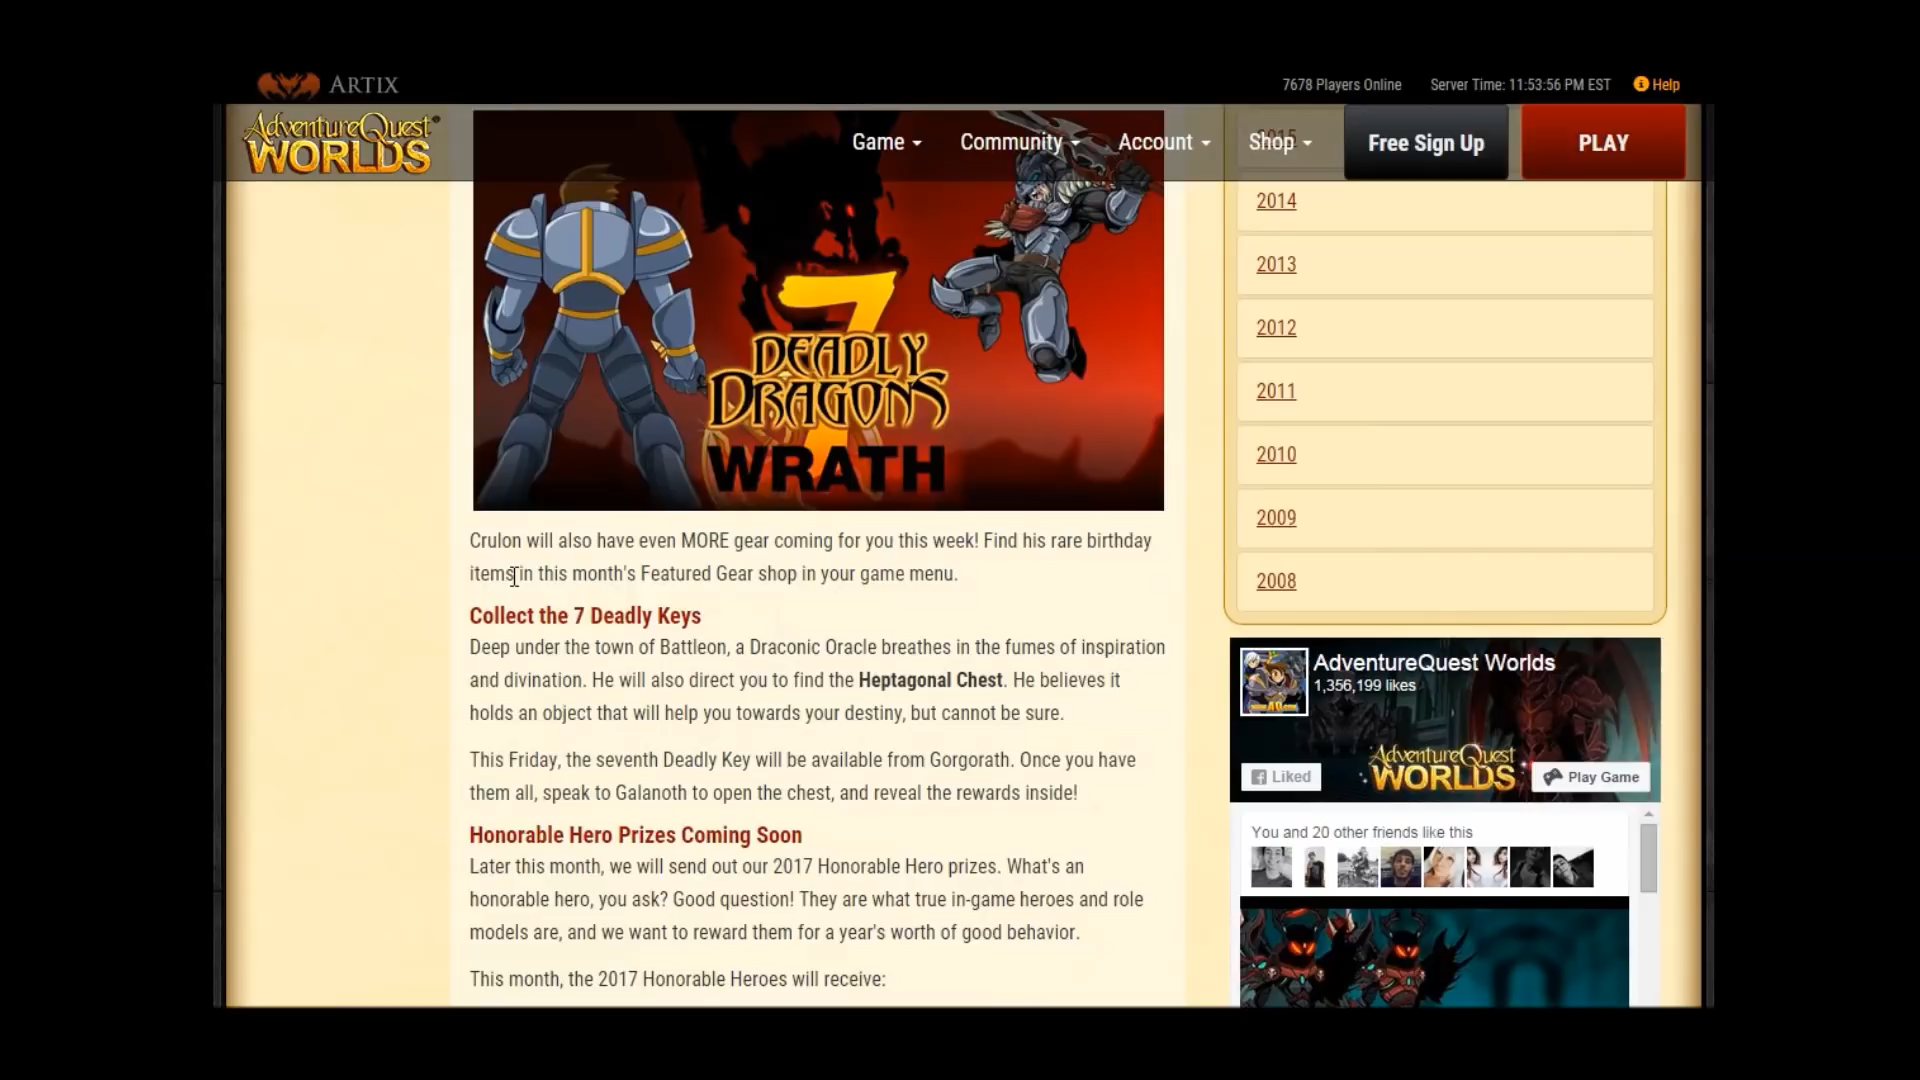 ARTIX
7678 Players Online
Server Time: 11:53:56 PM EST
Help
AdventureQuest
WORLDS
Game
Community
Account
Shop
Free Sign Up
PLAY
7
DEADLY
DRAGONS
WRATH
Crulon will also have even MORE gear coming for you this week! Find his rare birthday
items in this month's Featured Gear shop in your game menu.
Collect the 7 Deadly Keys
Deep under the town of Battleon, a Draconic Oracle breathes in the fumes of inspiration
and divination. He will also direct you to find the Heptagonal Chest. He believes it
holds an object that will help you towards your destiny, but cannot be sure.
This Friday, the seventh Deadly Key will be available from Gorgorath. Once you have
them all, speak to Galanoth to open the chest, and reveal the rewards inside!
Honorable Hero Prizes Coming Soon
Later this month, we will send out our 2017 Honorable Hero prizes. What's an
honorable hero, you ask? Good question! They are what true in-game heroes and role
models are, and we want to reward them for a year's worth of good behavior.
This month, the 2017 Honorable Heroes will receive:
2015
2014
2013
2012
2011
2010
2009
2008
AdventureQuest Worlds
1,356,199 likes
AdventureQuest
WORLDS
Liked
Play Game
You and 20 other friends like this